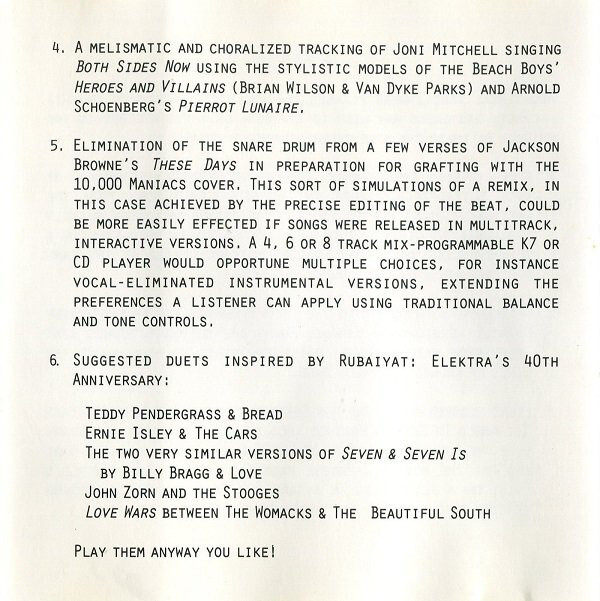 4. A MELISMATIC AND CHORALIZED TRACKING OF JONI MITCHELL SINGING
BOTH SIDES NOW USING THE STYLISTIC MODELS OF THE BEACH BOYS'
HEROES AND VILLAINS (BRIAN WILSON & VAN DYKE PARKS) AND ARNOLD
SCHOENBERG'S PIERROT LUNAIRE.
5. ELIMINATION OF THE SNARE DRUM FROM A FEW VERSES OF JACKSON
BROWNE'S THESE DAYS IN PREPARATION FOR GRAFTING WITH THE
10,000 MANIACS COVER. THIS SORT OF SIMULATIONS OF A REMIX, IN
THIS CASE ACHIEVED BY THE PRECISE EDITING OF THE BEAT, COULD
BE MORE EASILY EFFECTED IF SONGS WERE RELEASED IN MULTITRACK,
INTERACTIVE VERSIONS. A 4, 6 OR 8 TRACK MIX-PROGRAMMABLE K7 OR
CD PLAYER WOULD OPPORTUNE MULTIPLE CHOICES, FOR INSTANCE
VOCAL-ELIMINATED INSTRUMENTAL VERSIONS, EXTENDING THE
PREFERENCES A LISTENER CAN APPLY USING TRADITIONAL BALANCE
AND TONE CONTROLS.
6. SUGGESTED DUETS INSPIRED BY RUBAIYAT: ELEKTRA'S 40TH
ANNIVERSARY:
TEDDY PENDERGRASS & BREAD
ERNIE ISLEY & THE CARS
THE TWO VERY SIMILAR VERSIONS OF SEVEN & SEVEN IS
BY BILLY BRAGG & LOVE
JOHN ZORN AND THE STOOGES
LOVE WARS BETWEEN THE WOMACKS & THE BEAUTIFUL SOUTH
PLAY THEM ANYWAY YOU LIKE!